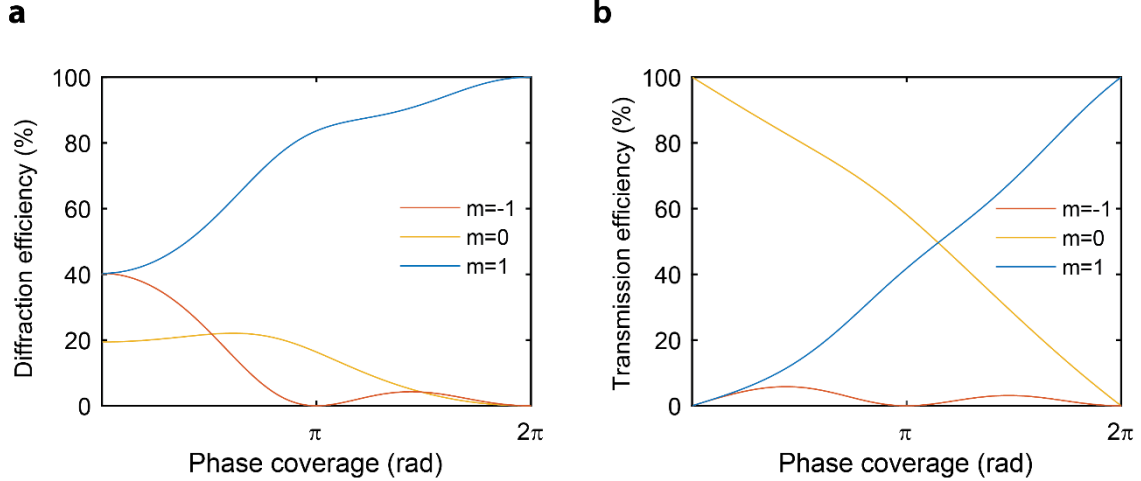 a
Diffraction efficiency (%)
100
80
60
40
20
0
π
2π
Phase coverage (rad)
m=-1
m=0
m=1
b
Transmission efficiency (%)
100
80
60
40
20
0
π
2π
Phase coverage (rad)
m=-1
m=0
m=1